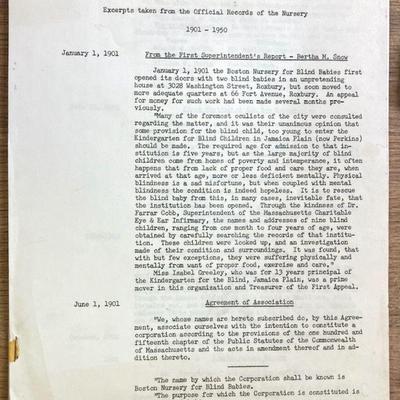 Excerpts taken from the Official Records of the Nursery
1901 - 1950
January 1, 1901 From the First Superintendent's Report - Bertha M. Snow
January 1, 1901 the Boston Nursery for Blind Babies first
opened its doors with two blind babies in an unpretending
house at 3028 Washington Street, Roxbury, but soon moved to
more adequate quarters at 66 Fort Avenue, Roxbury. An appeal
for money for such work had been made several months pre-
viously.
"Many of the foremost oculists of the city were consulted
regarding the matter, and it was their unanimous opinion that
some provision for the blind child, too young to enter the
Kindergarten for Blind Children in Jamaica Plain (now Perkins)
should be made. The required age for admission to that in-
stitution is five years, but as the large majority of blind
children come from homes of poverty and intemperance, it often
happens that from lack of proper food and care they are, when
arrived at that age, more or less deficient mentally. Physical
blindness is a sad misfortune, but when coupled with mental
blindness the condition is indeed hopeless. It is to rescue
the blind baby from this, in many cases, inevitable fate, that
the institution has been opened. Through the kindness of Dr.
Farrar Cobb, Superintendent of the Massachusetts Charitable
Eye & Ear Infirmary, the names and addresses of nine blind
children, ranging from one month to four years of age, were
obtained by carefully searching the records of that institu-
tion. These children were looked up, and an investigation
made of their condition and surroundings. It was found, that
with but few exceptions, they were suffering physically and
mentally from want of proper food, exercise and care."
Miss Isabel Greeley, who was for 13 years principal of
the Kindergarten for the Blind, Jamaica Plain, was a prime
mover in this organization and Treasurer of the First Appeal.
June 1, 1901 Agreement of Association
"We, whose names are hereto subscribed do, by this Agree-
ment, associate ourselves with the intention to constitute a
corporation according to the provisions of the one hundred and
fifteenth chapter of the Public Statutes of the Commonwealth
of Massachusetts and the acts in amendment thereof and in ad-
dition thereto.
"The name by which the Corporation shall be known is
Boston Nursery for Blind Babies.
"The purpose for which the Corporation is constituted is